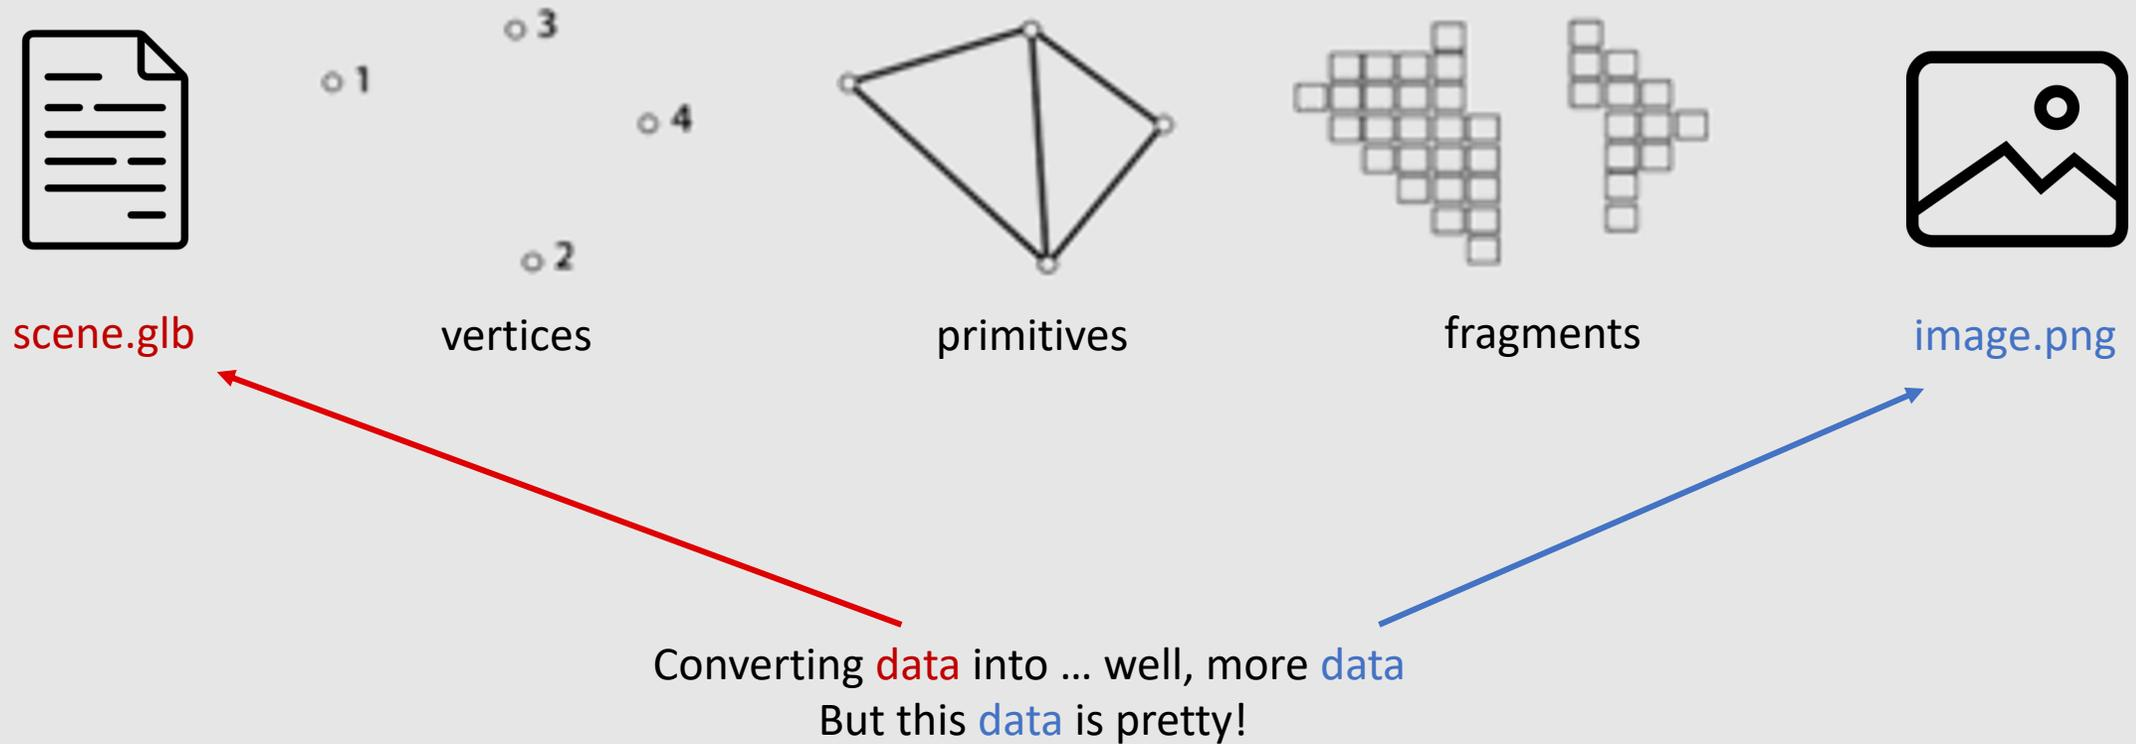 3
1
4
2
scene.glb
vertices
primitives
fragments
image.png
Converting data into … well, more data
But this data is pretty!